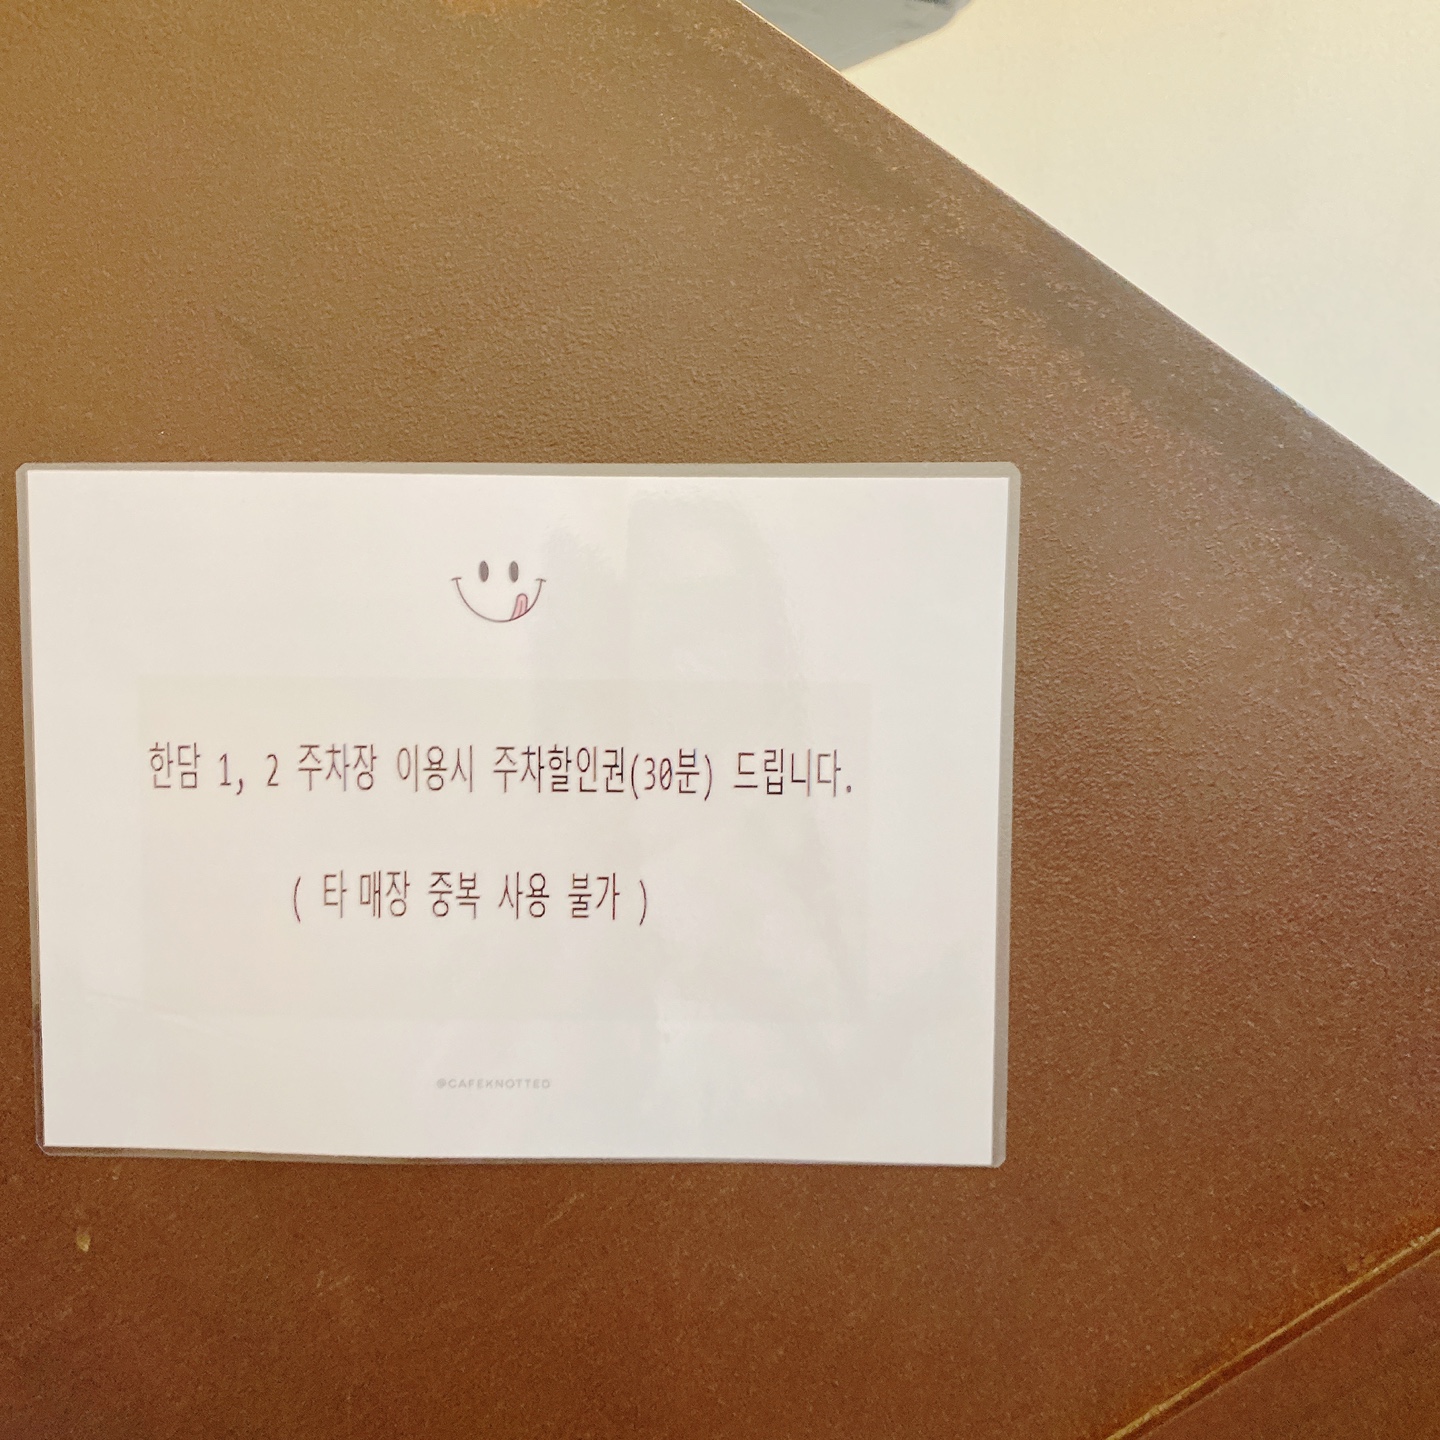 한담 1, 2 주차장 이용시 주차할인권(30분) 드립니다.
( 타 매장 중복 사용 불가 )
@CAFEKNOTTED